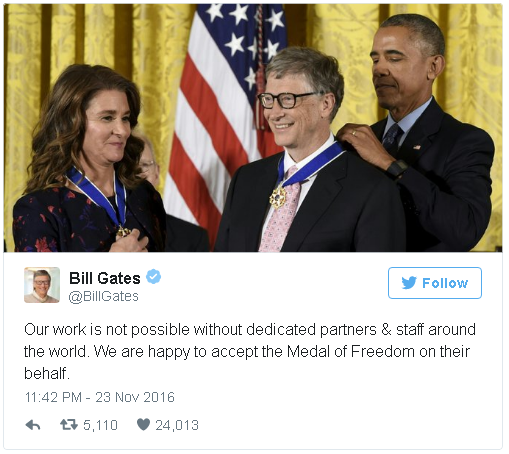 Bill Gates
@BillGates
Follow
Our work is not possible without dedicated partners & staff around
the world. We are happy to accept the Medal of Freedom on their
behalf.
11:42 PM - 23 Nov 2016
5,110 24,013